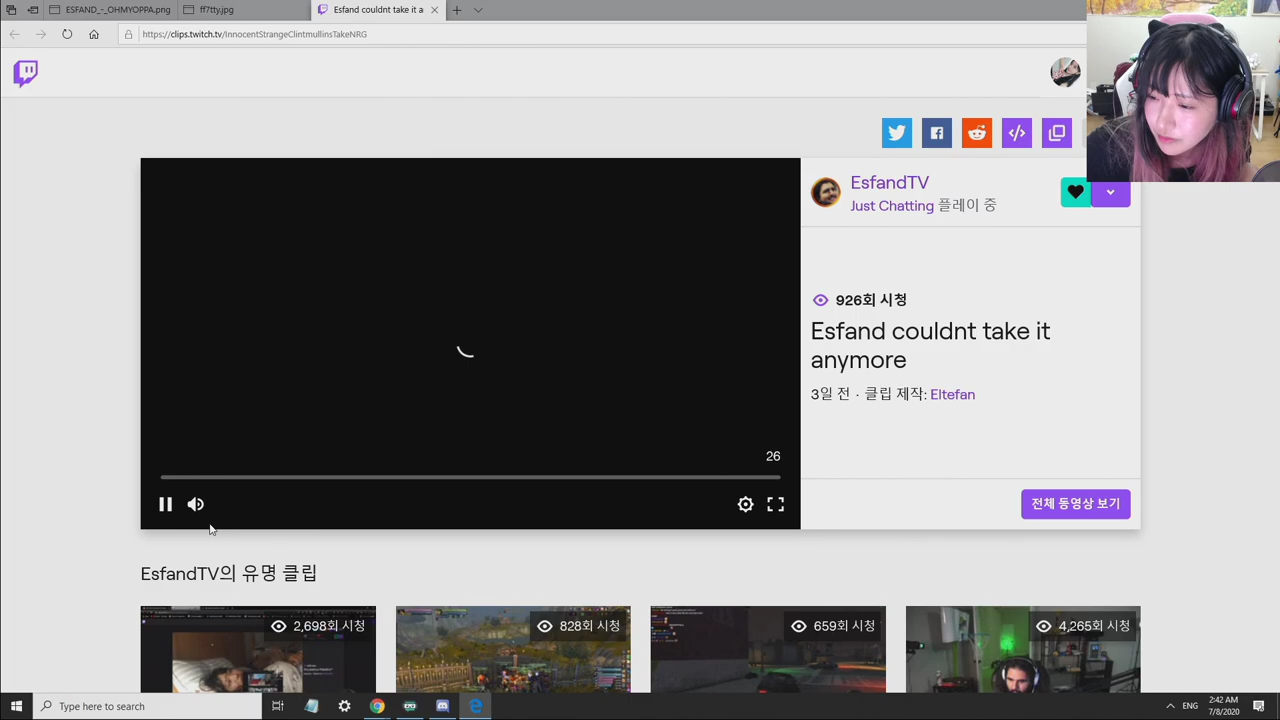 ESFAND_-_OHMYOPPA.png
ff7tty.jpg
Esfand couldnt take it a
https://clips.twitch.tv/InnocentStrangeClintmullinsTakeNRG
EsfandTV
Just Chatting 플레이 중
926회 시청
Esfand couldnt take it
anymore
3일 전 · 클립 제작: Eltefan
26
전체 동영상 보기
EsfandTV의 유명 클립
2,698회 시청
828회 시청
659회 시청
4,265회 시청
Type here to search
ENG
2:42 AM
7/8/2020